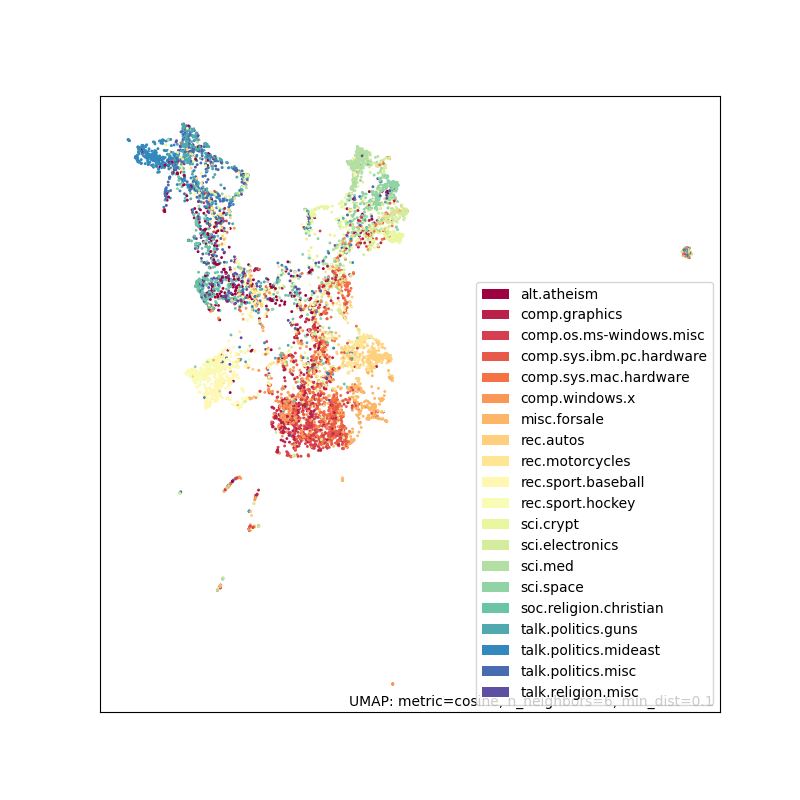 alt.atheism
comp.graphics
comp.os.ms-windows.misc
comp.sys.ibm.pc.hardware
comp.sys.mac.hardware
comp.windows.x
misc.forsale
rec.autos
rec.motorcycles
rec.sport.baseball
rec.sport.hockey
sci.crypt
sci.electronics
sci.med
sci.space
soc.religion.christian
talk.politics.guns
talk.politics.mideast
talk.politics.misc
talk.religion.misc
UMAP: metric=cosine, n_neighbors=6, min_dist=0.1